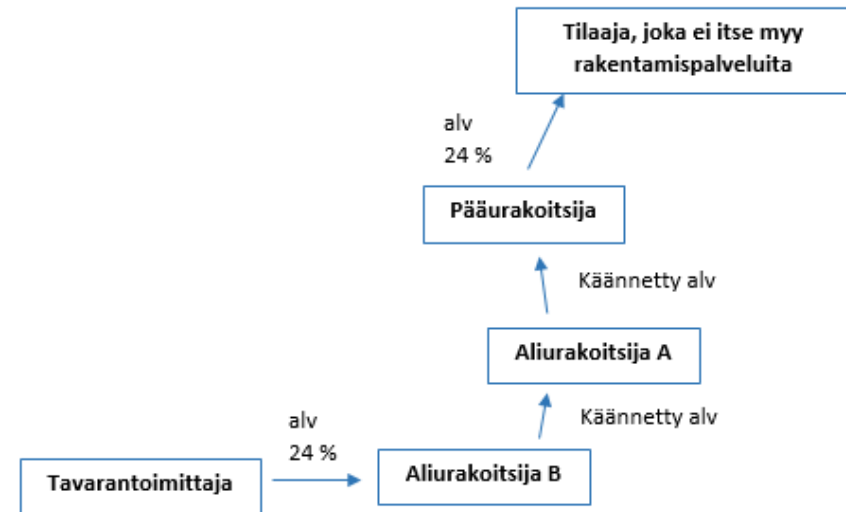 Tilaaja, joka ei itse myy
rakentamispalveluita
alv
24 %
Pääurakoitsija
Käännetty alv
Aliurakoitsija A
Käännetty alv
alv
24 %
Aliurakoitsija B
Tavarantoimittaja